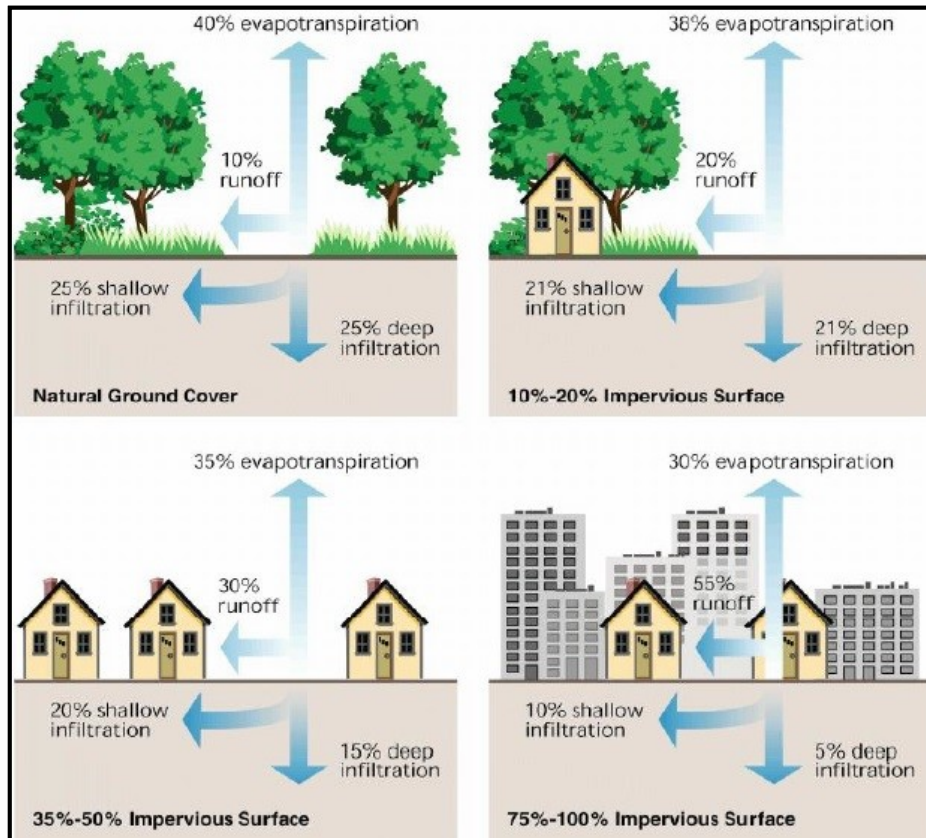 40% evapotranspiration
10%
runoff
25% shallow
infiltration
25% deep
infiltration
Natural Ground Cover
38% evapotranspiration
20%
runoff
21% shallow
infiltration
21% deep
infiltration
10%-20% Impervious Surface
35% evapotranspiration
30%
runoff
20% shallow
infiltration
15% deep
infiltration
35%-50% Impervious Surface
30% evapotranspiration
55%
runoff
10% shallow
infiltration
5% deep
infiltration
75%-100% Impervious Surface